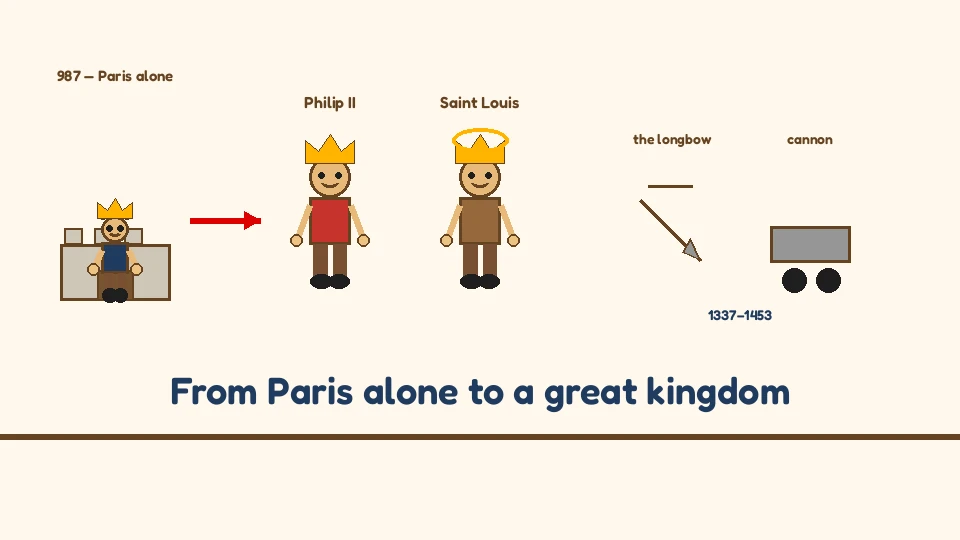 987 – Paris alone
Philip II
Saint Louis
the longbow
cannon
1337–1453
From Paris alone to a great kingdom